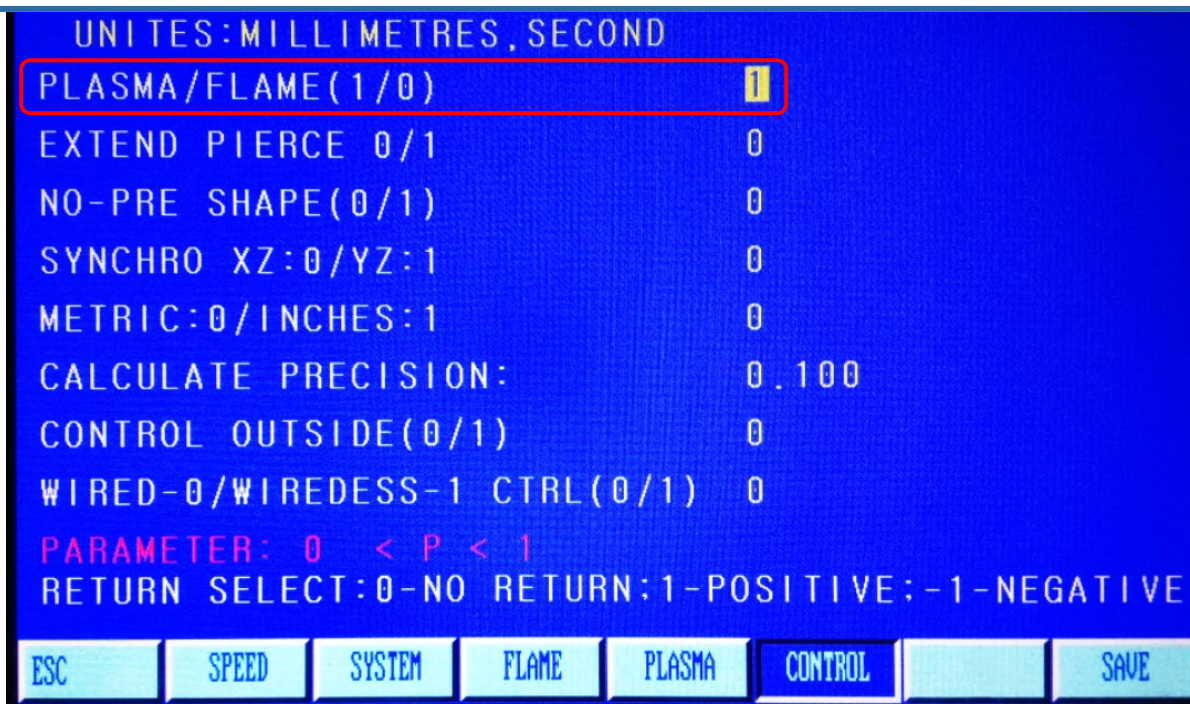 UNITES:MILLIMETRES,SECOND
PLASMA/FLAME(1/0) 1
EXTEND PIERCE 0/1 0
NO-PRE SHAPE(0/1) 0
SYNCHRO XZ:0/YZ:1 0
METRIC:0/INCHES:1 0
CALCULATE PRECISION: 0.100
CONTROL OUTSIDE(0/1) 0
WIRED-0/WIREDESS-1 CTRL(0/1) 0
PARAMETER: 0 < P < 1
RETURN SELECT:0-NO RETURN;1-POSITIVE;-1-NEGATIVE
ESC SPEED SYSTEM FLAME PLASMA CONTROL SAVE